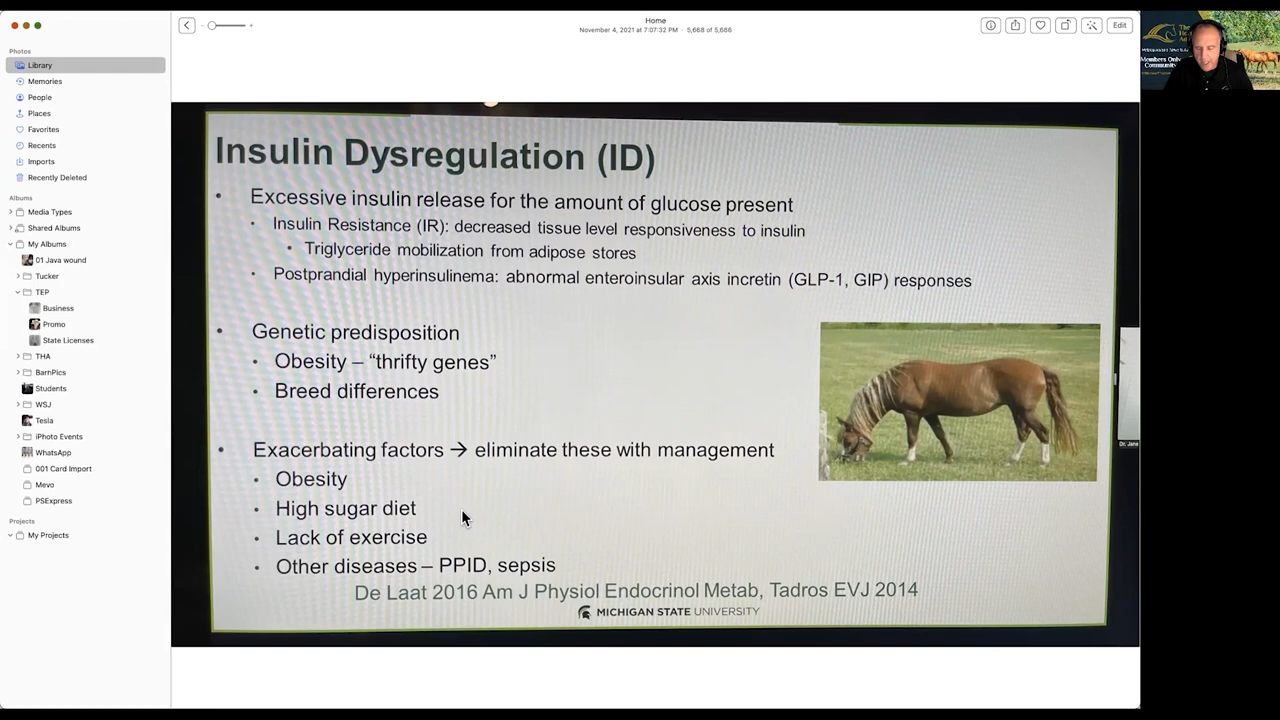 Home
November 4, 2021 at 7:07:32 PM · 5,668 of 5,686
Edit
Photos
Library
Memories
People
Places
Favorites
Recents
Imports
Recently Deleted
Albums
Media Types
Shared Albums
My Albums
01 Java wound
Tucker
TEP
Business
Promo
State Licenses
THA
BarnPics
Students
WSJ
Tesla
iPhoto Events
WhatsApp
001 Card Import
Mevo
PSExpress
Projects
My Projects
Insulin Dysregulation (ID)
• Excessive insulin release for the amount of glucose present
• Insulin Resistance (IR): decreased tissue level responsiveness to insulin
• Triglyceride mobilization from adipose stores
• Postprandial hyperinsulinema: abnormal enteroinsular axis incretin (GLP-1, GIP) responses
• Genetic predisposition
• Obesity – “thrifty genes”
• Breed differences
• Exacerbating factors → eliminate these with management
• Obesity
• High sugar diet
• Lack of exercise
• Other diseases – PPID, sepsis
De Laat 2016 Am J Physiol Endocrinol Metab, Tadros EVJ 2014
MICHIGAN STATE UNIVERSITY
Members Only
Community
Dr. Jane